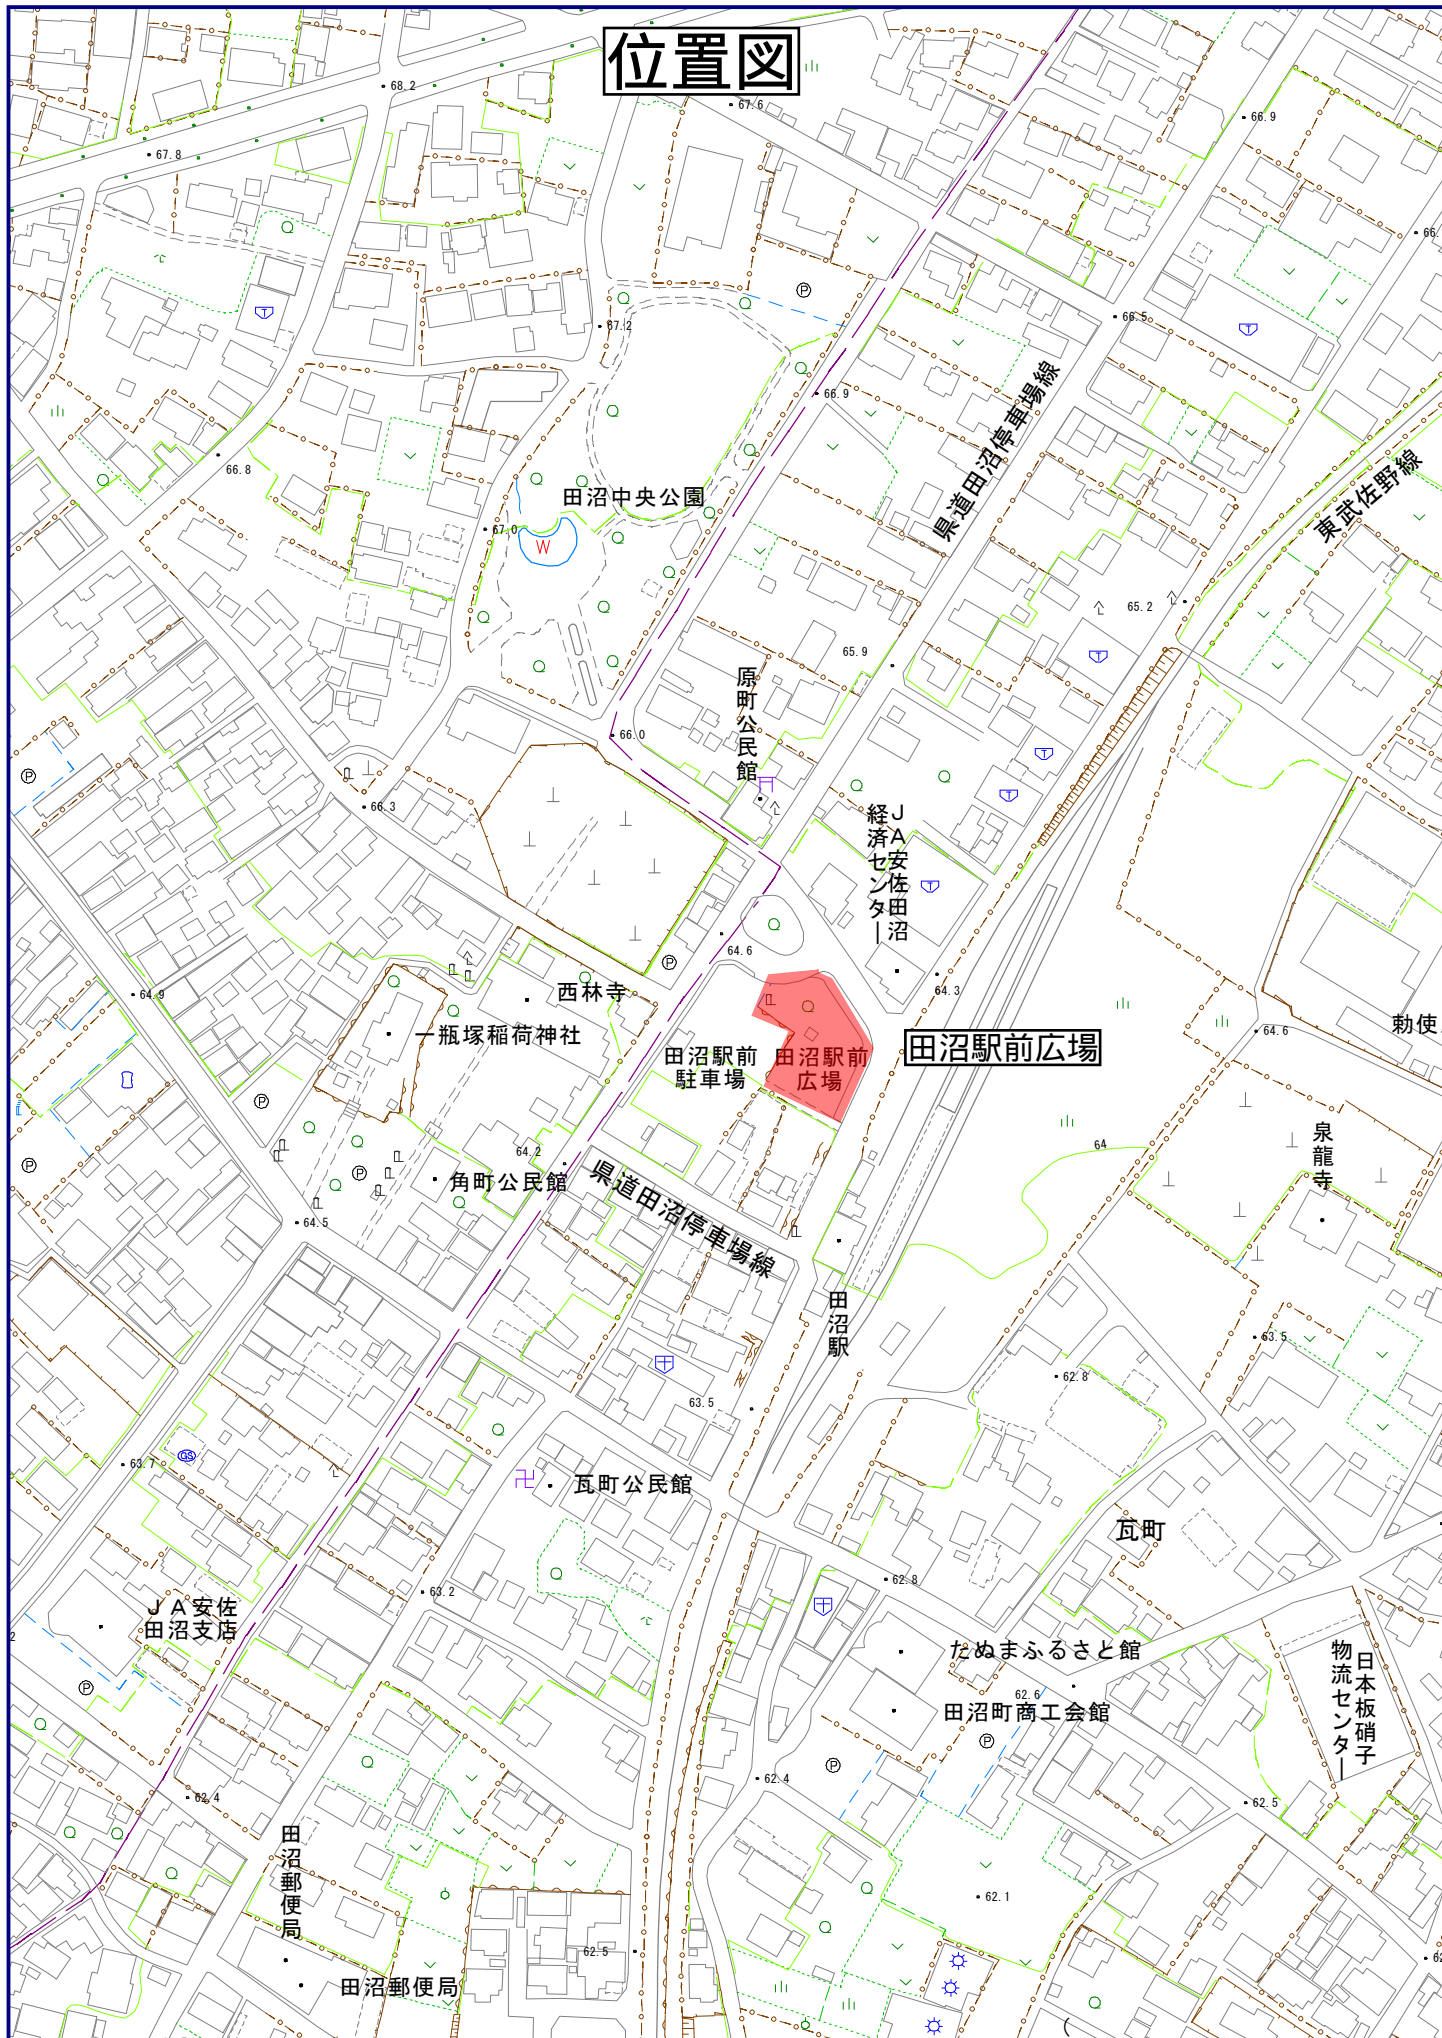 位置図
68.2
67.6
66.9
67.8
66.
67.2
66.5
66.9
県道田沼停車場線
66.8
東武佐野線
田沼中央公園
67.0
W
65.2
65.9
原町公民館
66.0
66.3
JA安佐田沼
経済センター
64.6
64.3
64.9
西林寺
一瓶塚稲荷神社
田沼駅前広場
64.6
勅使
田沼駅前
駐車場
田沼駅前
広場
64
泉龍寺
64.2
角町公民館
県道田沼停車場線
64.5
田沼駅
63.5
62.8
63.5
63.7
GS
瓦町公民館
瓦町
62.8
63.2
JA安佐
田沼支店
2
たぬまふるさと館
62.6
田沼町商工会館
日本板硝子
物流センター
62.4
62.4
62.5
田沼郵便局
62.1
62.5
62
田沼郵便局